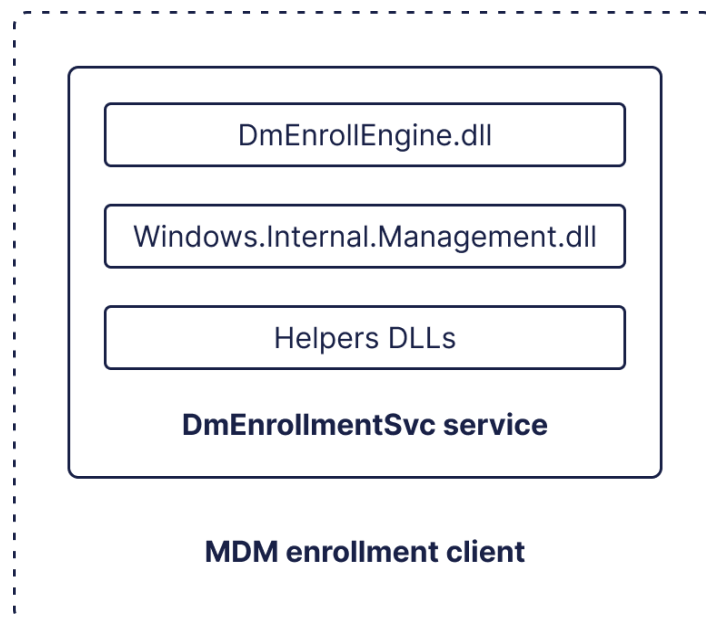 DmEnrollEngine.dll
Windows.Internal.Management.dll
Helpers DLLs
DmEnrollmentSvc service
MDM enrollment client